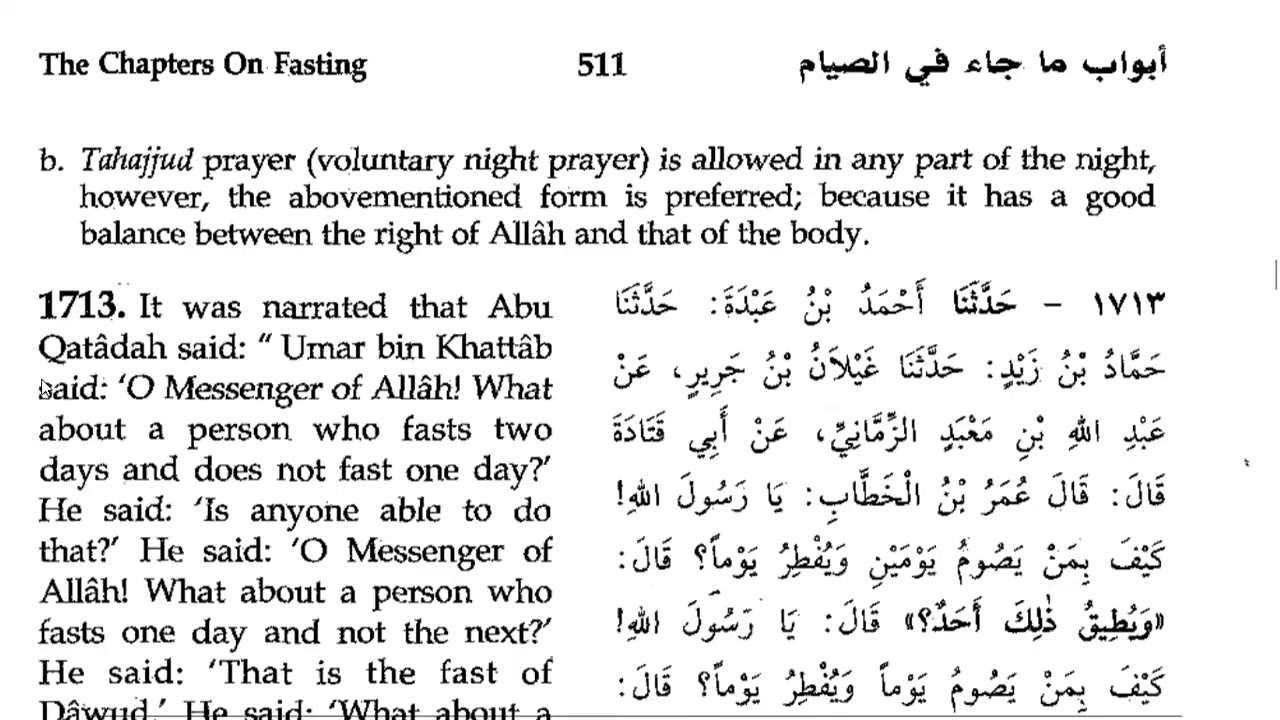 The Chapters On Fasting 511 أبواب ما جاء في الصيام
b. Tahajjud prayer (voluntary night prayer) is allowed in any part of the night,
however, the abovementioned form is preferred; because it has a good
balance between the right of Allâh and that of the body.
1713. It was narrated that Abu
Qatâdah said: “Umar bin Khattâb
said: ‘O Messenger of Allâh! What
about a person who fasts two
days and does not fast one day?’
He said: ‘Is anyone able to do
that?’ He said: ‘O Messenger of
Allâh! What about a person who
fasts one day and not the next?’
He said: ‘That is the fast of
Dâwud.’ He said: ‘What about a
١٧١٣ – حَدَّثَنَا أَحْمَدُ بْنُ عَبْدَةَ: حَدَّثَنَا
حَمَّادُ بْنُ زَيْدٍ: حَدَّثَنَا غَيْلاَنُ بْنُ جَرِيرٍ، عَنْ
عَبْدِ اللهِ بْنِ مَعْبَدٍ الزِّمَّانِيِّ، عَنْ أَبِي قَتَادَةَ
قَالَ: قَالَ عُمَرُ بْنُ الْخَطَّابِ: يَا رَسُولَ اللهِ!
كَيْفَ بِمَنْ يَصُومُ يَوْمَيْنِ وَيُفْطِرُ يَوْماً؟ قَالَ:
«وَيُطِيقُ ذٰلِكَ أَحَدٌ؟» قَالَ: يَا رَسُولَ اللهِ!
كَيْفَ بِمَنْ يَصُومُ يَوْماً وَيُفْطِرُ يَوْماً؟ قَالَ: